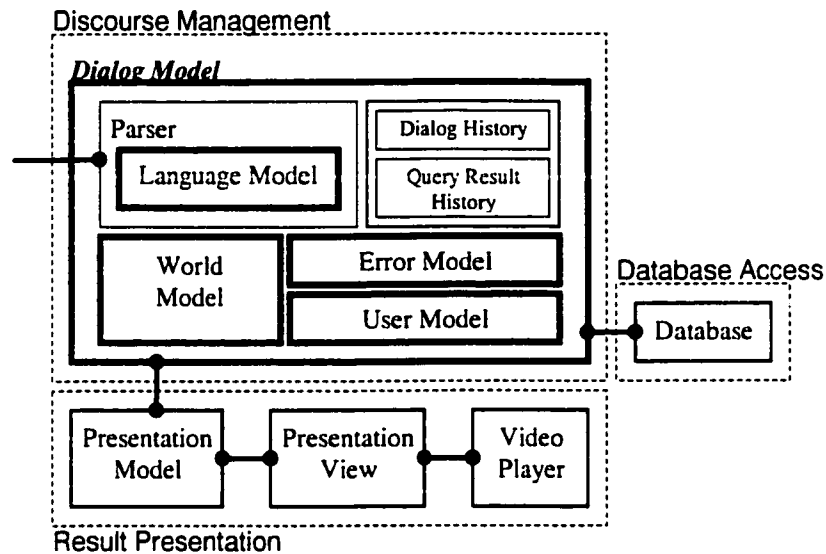 Discourse Management
Dialog Model
Parser
Language Model
Dialog History
Query Result
History
World
Model
Error Model
User Model
Database Access
Database
Presentation
Model
Presentation
View
Video
Player
Result Presentation